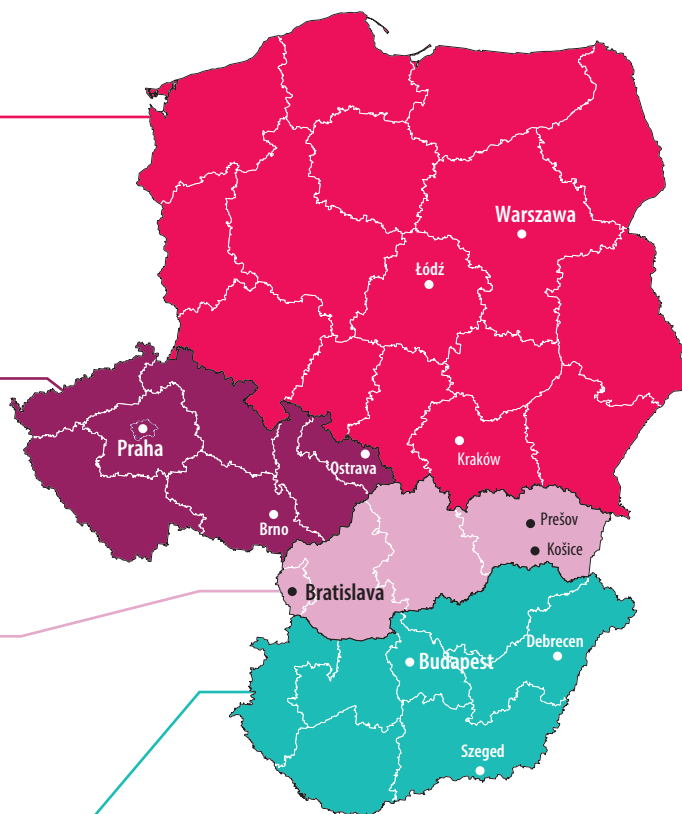 Warszawa
Łódź
Kraków
Praha
Ostrava
Brno
Prešov
Košice
Bratislava
Budapest
Debrecen
Szeged